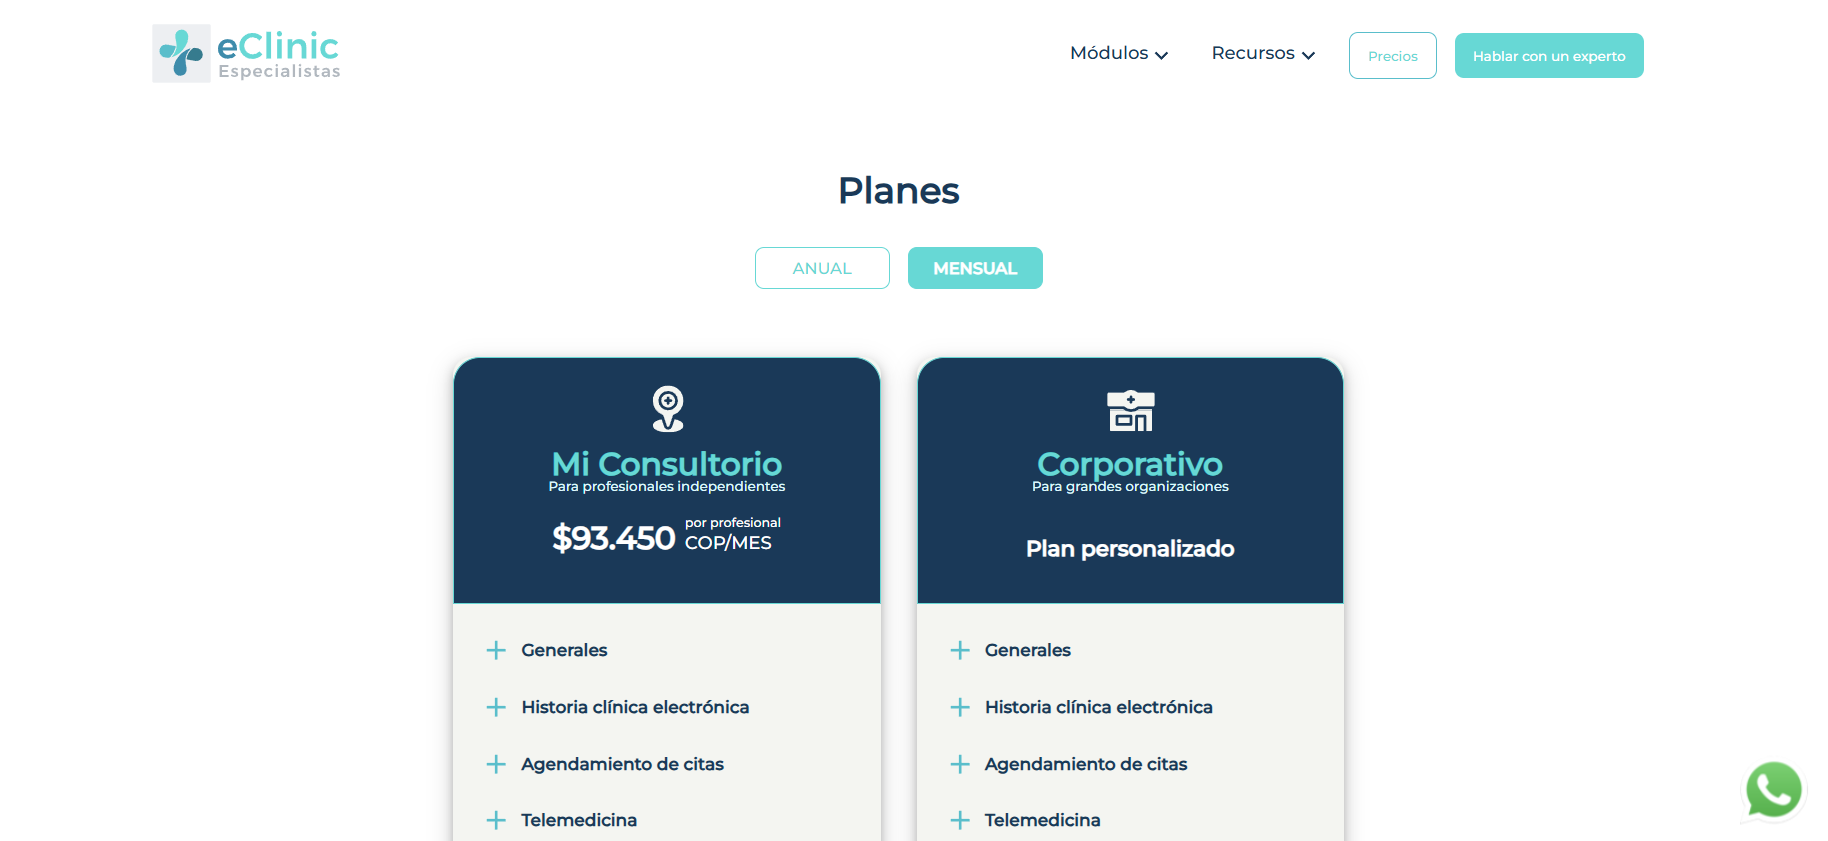 eClinic
Especialistas
Módulos
Recursos
Precios
Hablar con un experto
Planes
ANUAL
MENSUAL
Mi Consultorio
Para profesionales independientes
$93.450 por profesional
COP/MES
Generales
Historia clínica electrónica
Agendamiento de citas
Telemedicina
Corporativo
Para grandes organizaciones
Plan personalizado
Generales
Historia clínica electrónica
Agendamiento de citas
Telemedicina